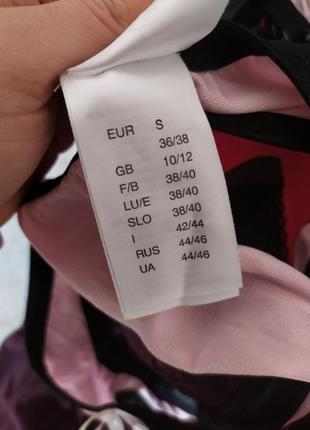 EUR S
36/38
GB 10/12
F/B 38/40
LU/E 38/40
SLO 38/40
I 42/44
RUS 44/46
UA 44/46